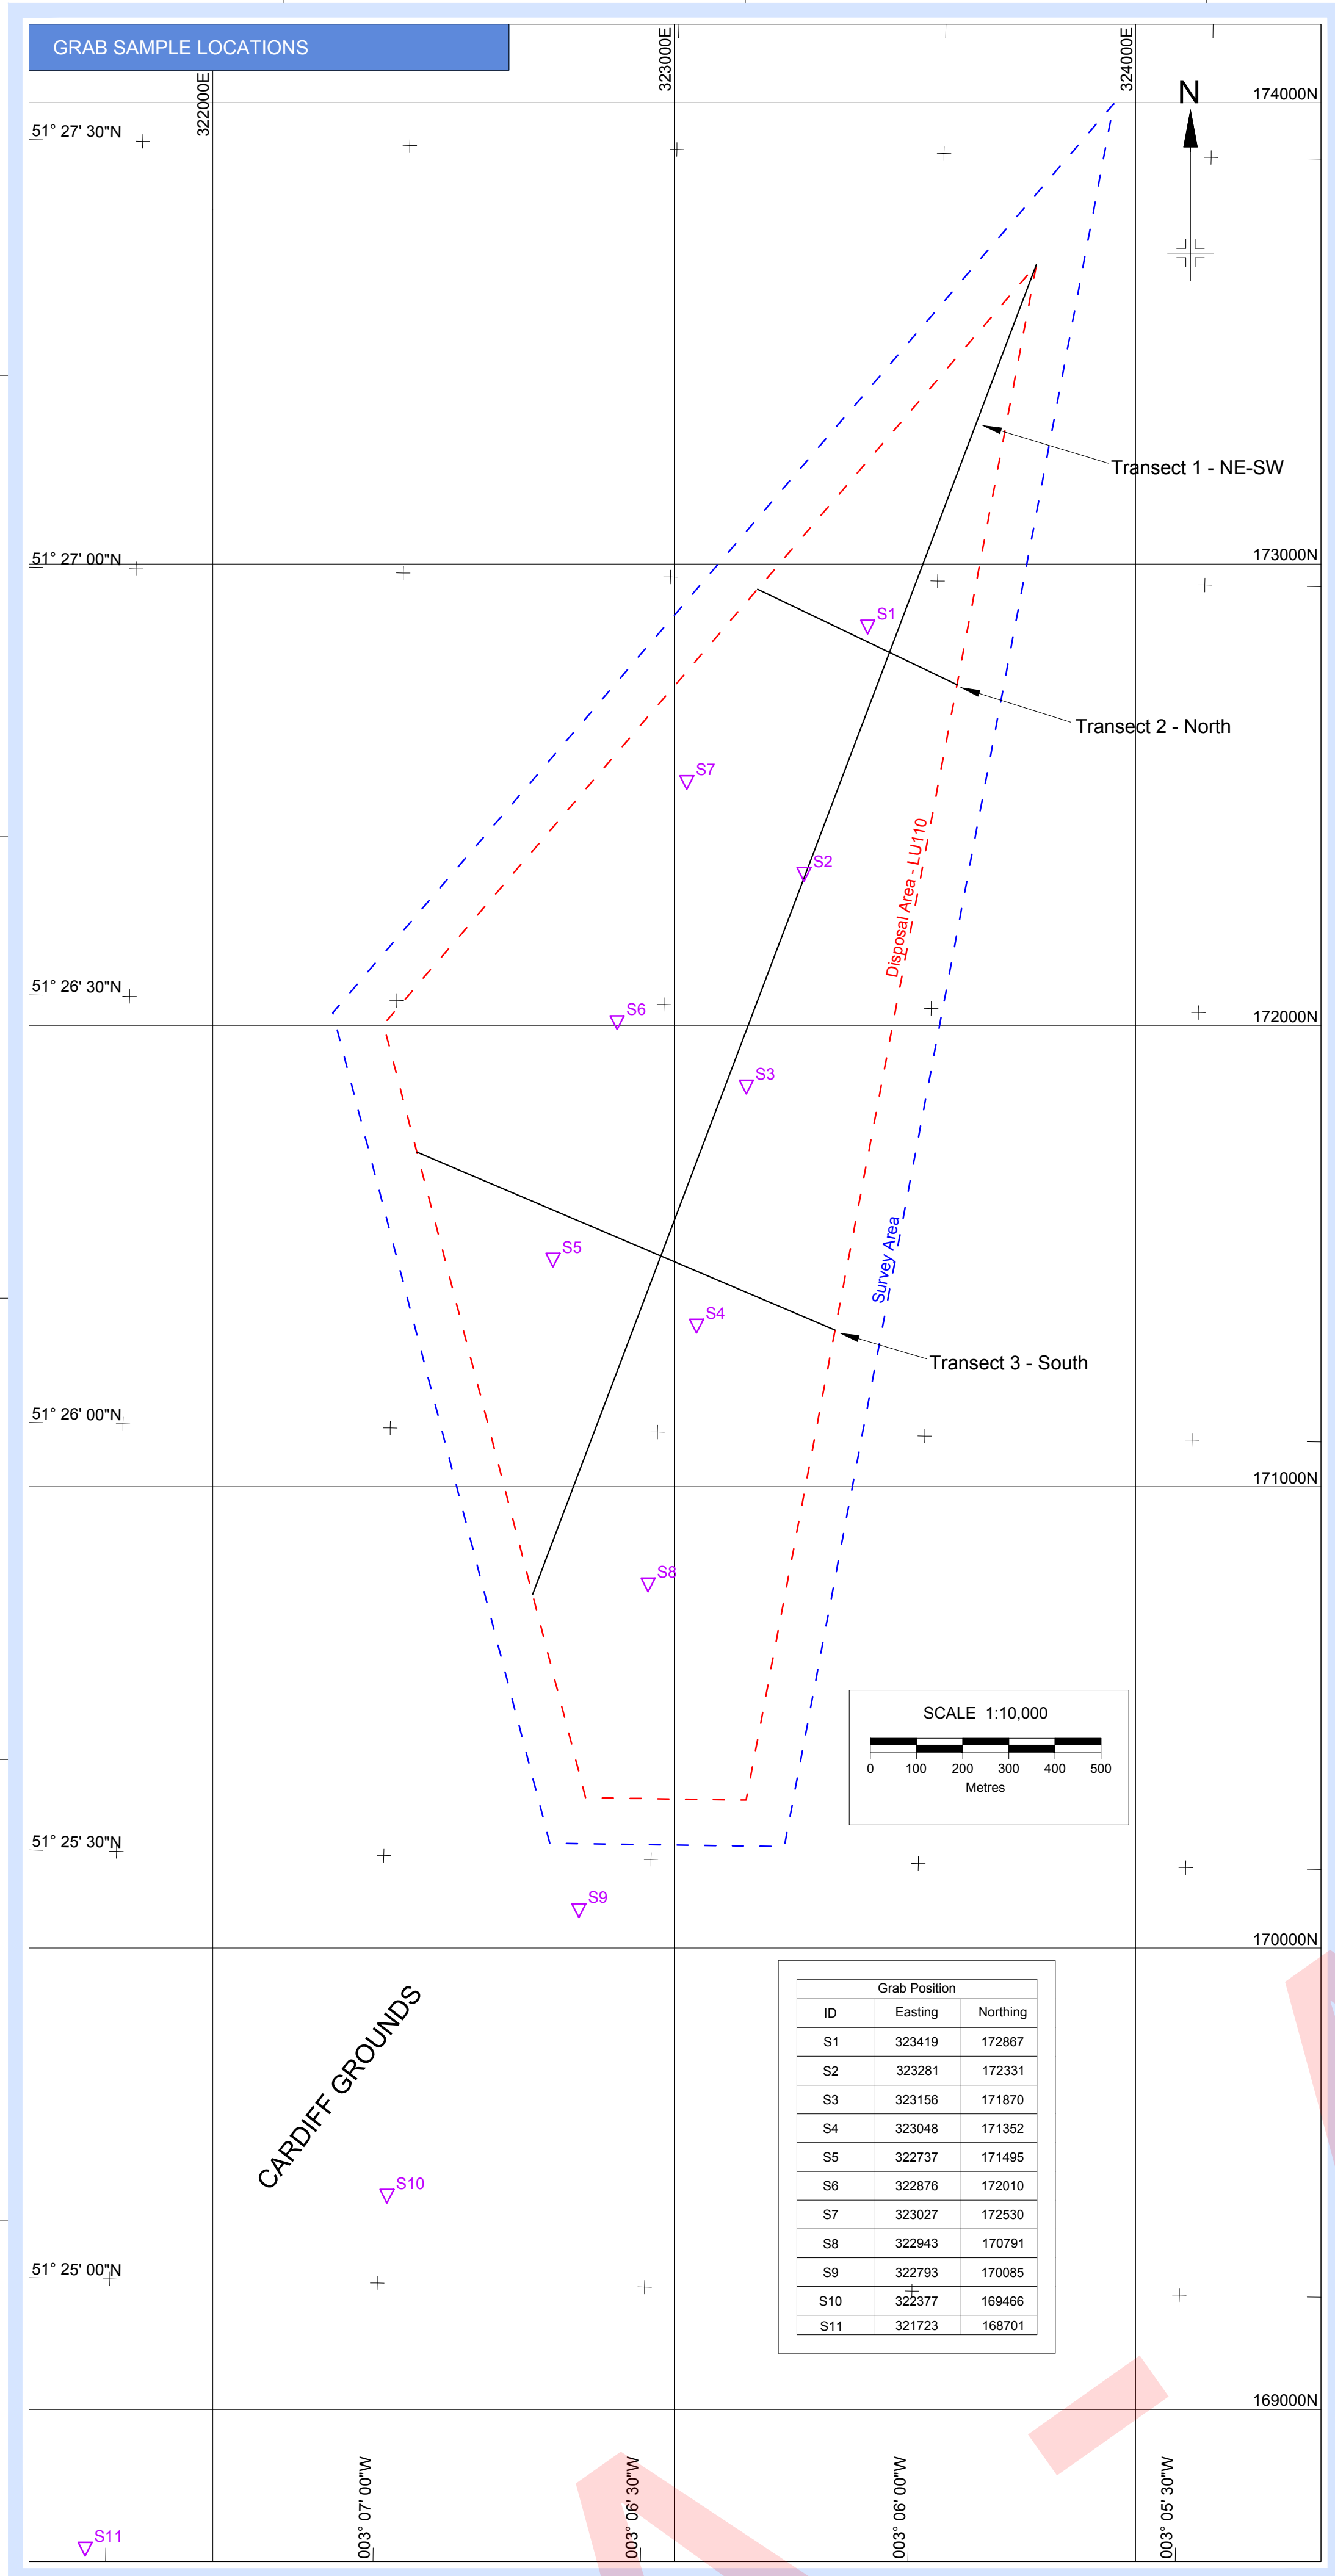 GRAB SAMPLE LOCATIONS
322000E
323000E
324000E
N
174000N
51° 27' 30"N
Transect 1 - NE-SW
51° 27' 00"N
173000N
S1
Transect 2 - North
S7
S2
Disposal Area - LU110
51° 26' 30"N
S6
172000N
S3
Survey Area
S5
S4
Transect 3 - South
51° 26' 00"N
171000N
S8
SCALE 1:10,000
0 100 200 300 400 500
Metres
51° 25' 30"N
S9
170000N
CARDIFF GROUNDS
Grab Position
ID Easting Northing
S1 323419 172867
S2 323281 172331
S3 323156 171870
S4 323048 171352
S5 322737 171495
S6 322876 172010
S7 323027 172530
S8 322943 170791
S9 322793 170085
S10 322377 169466
S11 321723 168701
S10
51° 25' 00"N
169000N
003° 07' 00"W
003° 06' 30"W
003° 06' 00"W
003° 05' 30"W
S11